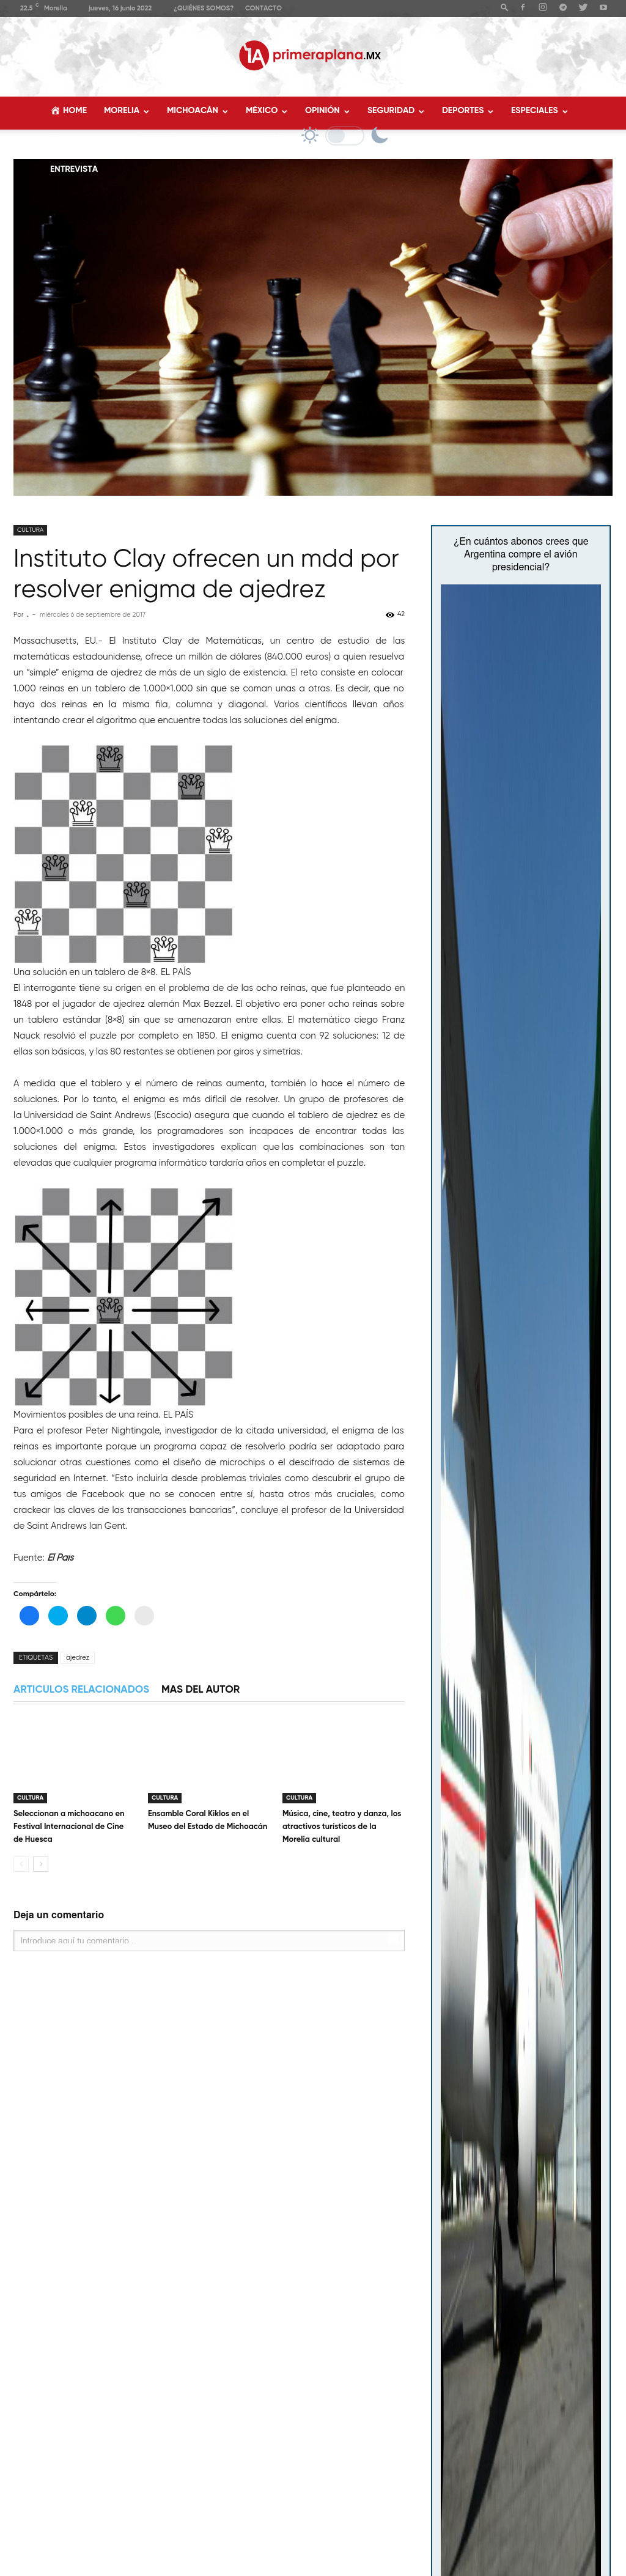 22.5 C Morelia jueves, 16 junio 2022 ¿QUIÉNES SOMOS? CONTACTO
1A primeraplana.MX
HOME MORELIA MICHOACÁN MÉXICO OPINIÓN SEGURIDAD DEPORTES ESPECIALES
ENTREVISTA
CULTURA
Instituto Clay ofrecen un mdd por
resolver enigma de ajedrez
Por . - miércoles 6 de septiembre de 2017 42
Massachusetts, EU.- El Instituto Clay de Matemáticas, un centro de estudio de las
matemáticas estadounidense, ofrece un millón de dólares (840.000 euros) a quien resuelva
un “simple” enigma de ajedrez de más de un siglo de existencia. El reto consiste en colocar
1.000 reinas en un tablero de 1.000×1.000 sin que se coman unas a otras. Es decir, que no
haya dos reinas en la misma fila, columna y diagonal. Varios científicos llevan años
intentando crear el algoritmo que encuentre todas las soluciones del enigma.
Una solución en un tablero de 8×8. EL PAÍS
El interrogante tiene su origen en el problema de de las ocho reinas, que fue planteado en
1848 por el jugador de ajedrez alemán Max Bezzel. El objetivo era poner ocho reinas sobre
un tablero estándar (8×8) sin que se amenazaran entre ellas. El matemático ciego Franz
Nauck resolvió el puzzle por completo en 1850. El enigma cuenta con 92 soluciones: 12 de
ellas son básicas, y las 80 restantes se obtienen por giros y simetrías.
A medida que el tablero y el número de reinas aumenta, también lo hace el número de
soluciones. Por lo tanto, el enigma es más difícil de resolver. Un grupo de profesores de
la Universidad de Saint Andrews (Escocia) asegura que cuando el tablero de ajedrez es de
1.000×1.000 o más grande, los programadores son incapaces de encontrar todas las
soluciones del enigma. Estos investigadores explican que las combinaciones son tan
elevadas que cualquier programa informático tardaría años en completar el puzzle.
Movimientos posibles de una reina. EL PAÍS
Para el profesor Peter Nightingale, investigador de la citada universidad, el enigma de las
reinas es importante porque un programa capaz de resolverlo podría ser adaptado para
solucionar otras cuestiones como el diseño de microchips o el descifrado de sistemas de
seguridad en Internet. “Esto incluiría desde problemas triviales como descubrir el grupo de
tus amigos de Facebook que no se conocen entre sí, hasta otros más cruciales, como
crackear la claves de las transacciones bancarias”, concluye el profesor de la Universidad
de Saint Andrews Ian Gent.
Fuente: El País
Compártelo:
ETIQUETAS ajedrez
ARTICULOS RELACIONADOS MAS DEL AUTOR
CULTURA
Seleccionan a michoacano en
Festival Internacional de Cine
de Huesca
CULTURA
Ensamble Coral Kiklos en el
Museo del Estado de Michoacán
CULTURA
Música, cine, teatro y danza, los
atractivos turísticos de la
Morelia cultural
Deja un comentario
Introduce aquí tu comentario...
¿En cuántos abonos crees que
Argentina compre el avión
presidencial?